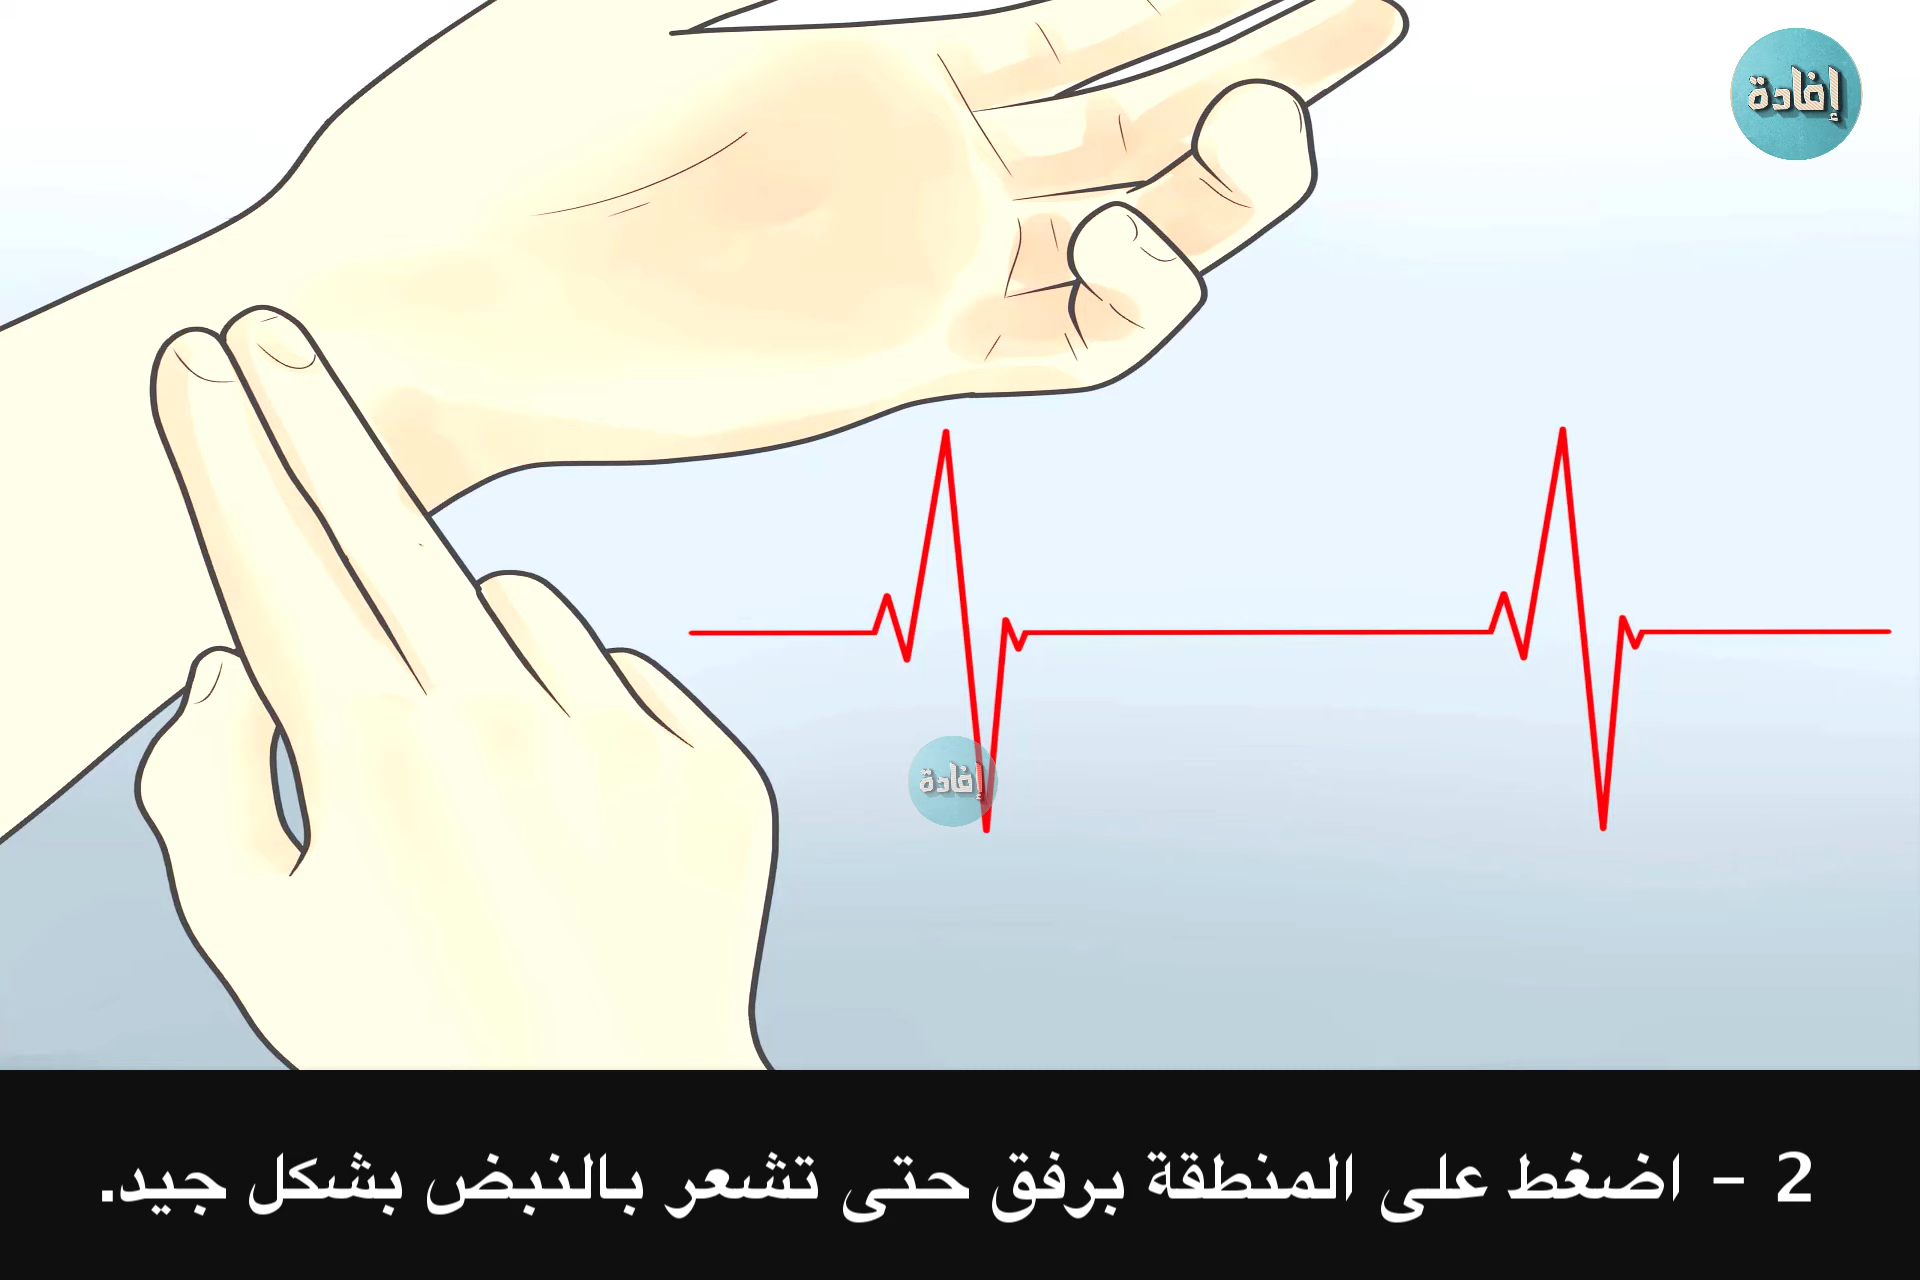 إفادة
إفادة
2 - اضغط على المنطقة برفق حتى تشعر بالنبض بشكل جيد.